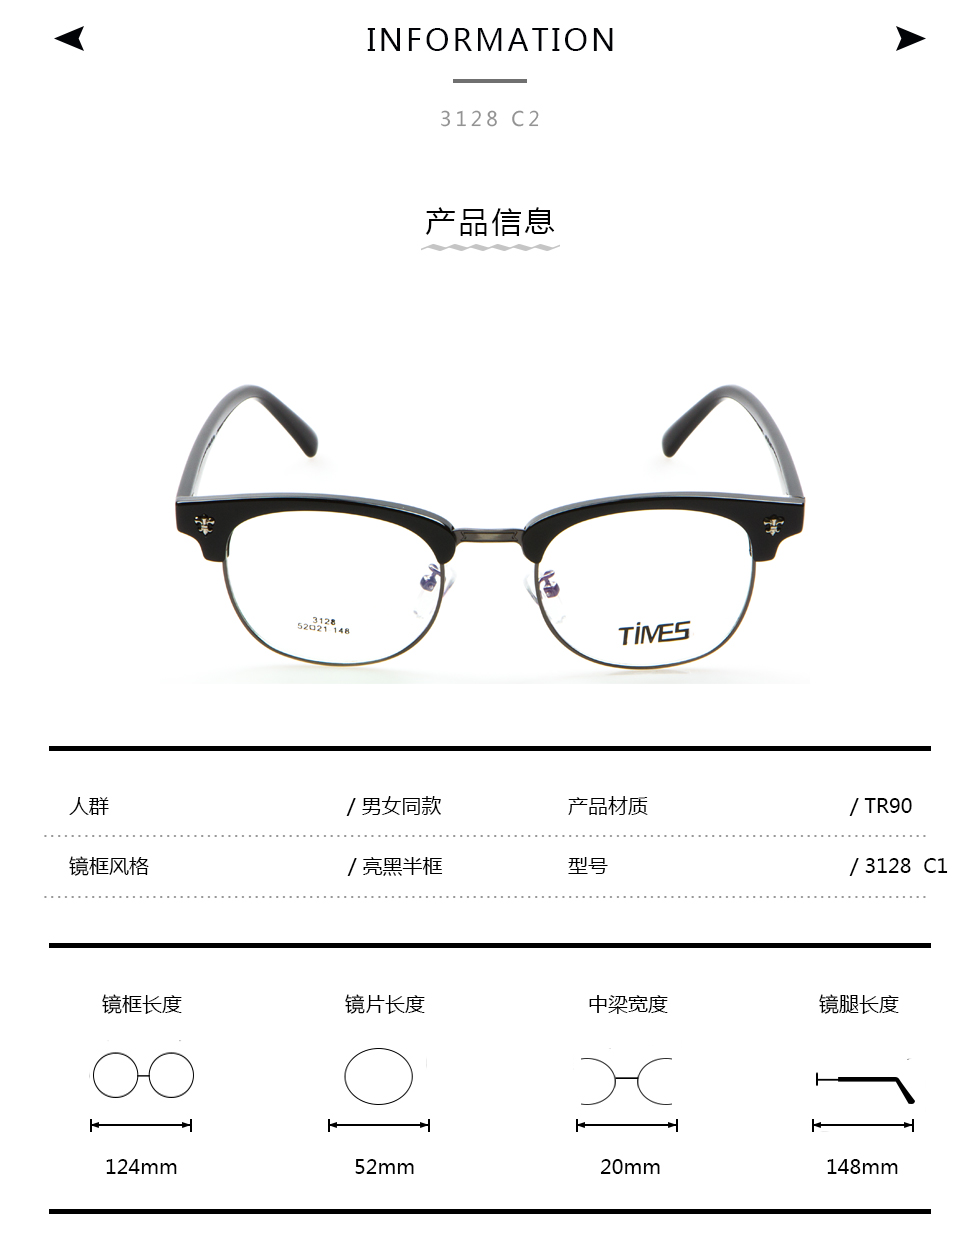 INFORMATION
3128 C2
产品信息
3128
52□21 148
TiMES
人群 / 男女同款 产品材质 / TR90
镜框风格 / 亮黑半框 型号 / 3128 C1
镜框长度 镜片长度 中梁宽度 镜腿长度
124mm 52mm 20mm 148mm